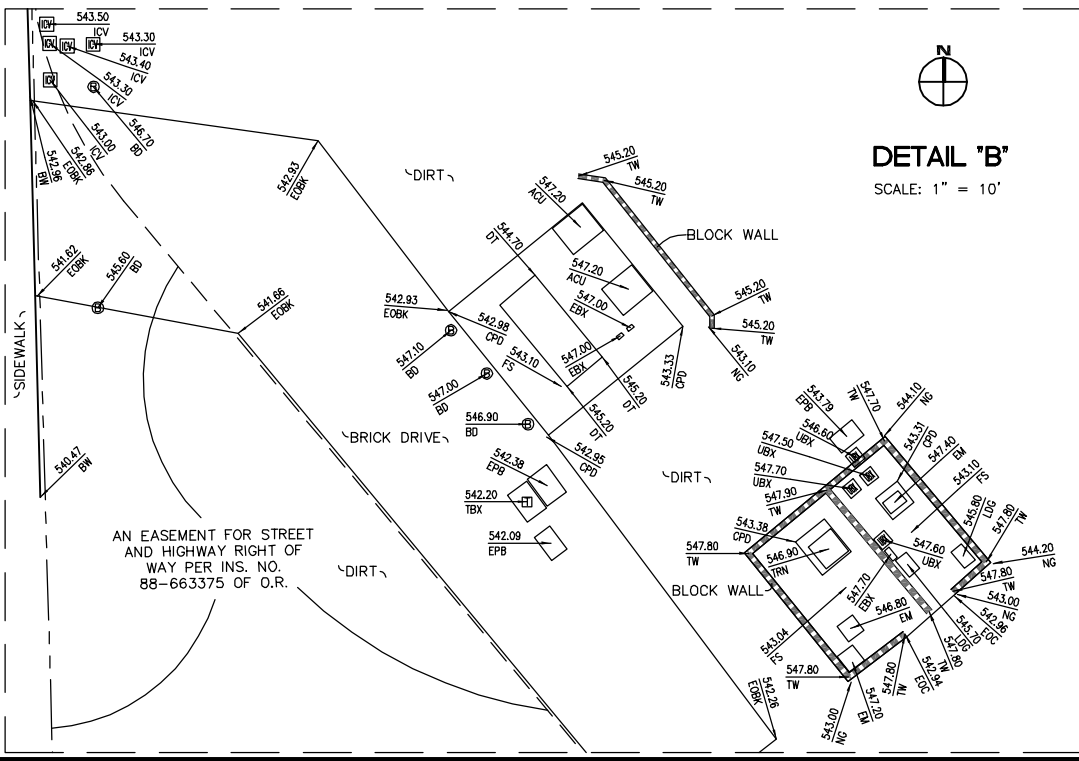 543.50
ICV
ICV
ICV
ICV
ICV
543.30
ICV
543.40
ICV
543.30
ICV
ICV
543.00
ICV
546.70
BD
542.96
BW
542.86
EOBK
542.93
EOBK
N
DETAIL "B"
SCALE: 1" = 10'
DIRT
545.20
TW
545.20
TW
547.20
ACU
544.70
DT
BLOCK WALL
547.20
ACU
547.00
EBX
545.20
TW
545.20
TW
543.10
NG
541.62
EOBK
545.60
BD
541.66
EOBK
542.93
EOBK
542.98
CPD
543.10
FS
547.00
EBX
543.33
CPD
547.10
BD
547.00
BD
545.20
DT
545.20
DT
546.90
BD
SIDEWALK
BRICK DRIVE
542.95
CPD
540.47
BW
542.38
EPB
542.20
TBX
542.09
EPB
DIRT
AN EASEMENT FOR STREET
AND HIGHWAY RIGHT OF
WAY PER INS. NO.
88-663375 OF O.R.
DIRT
543.79
EPB
547.70
TW
544.10
NG
546.60
UBX
547.50
UBX
543.31
CPD
547.40
EM
547.70
UBX
543.10
FS
547.90
TW
545.80
LDG
547.80
TW
543.38
CPD
547.80
TW
546.90
TRN
547.60
UBX
544.20
NG
BLOCK WALL
547.70
EBX
547.80
TW
546.80
EM
543.00
NG
542.96
EOC
545.70
LDG
543.04
FS
547.80
TW
547.80
TW
542.94
EOC
547.80
TW
547.20
EM
543.00
NG
542.26
EOBK